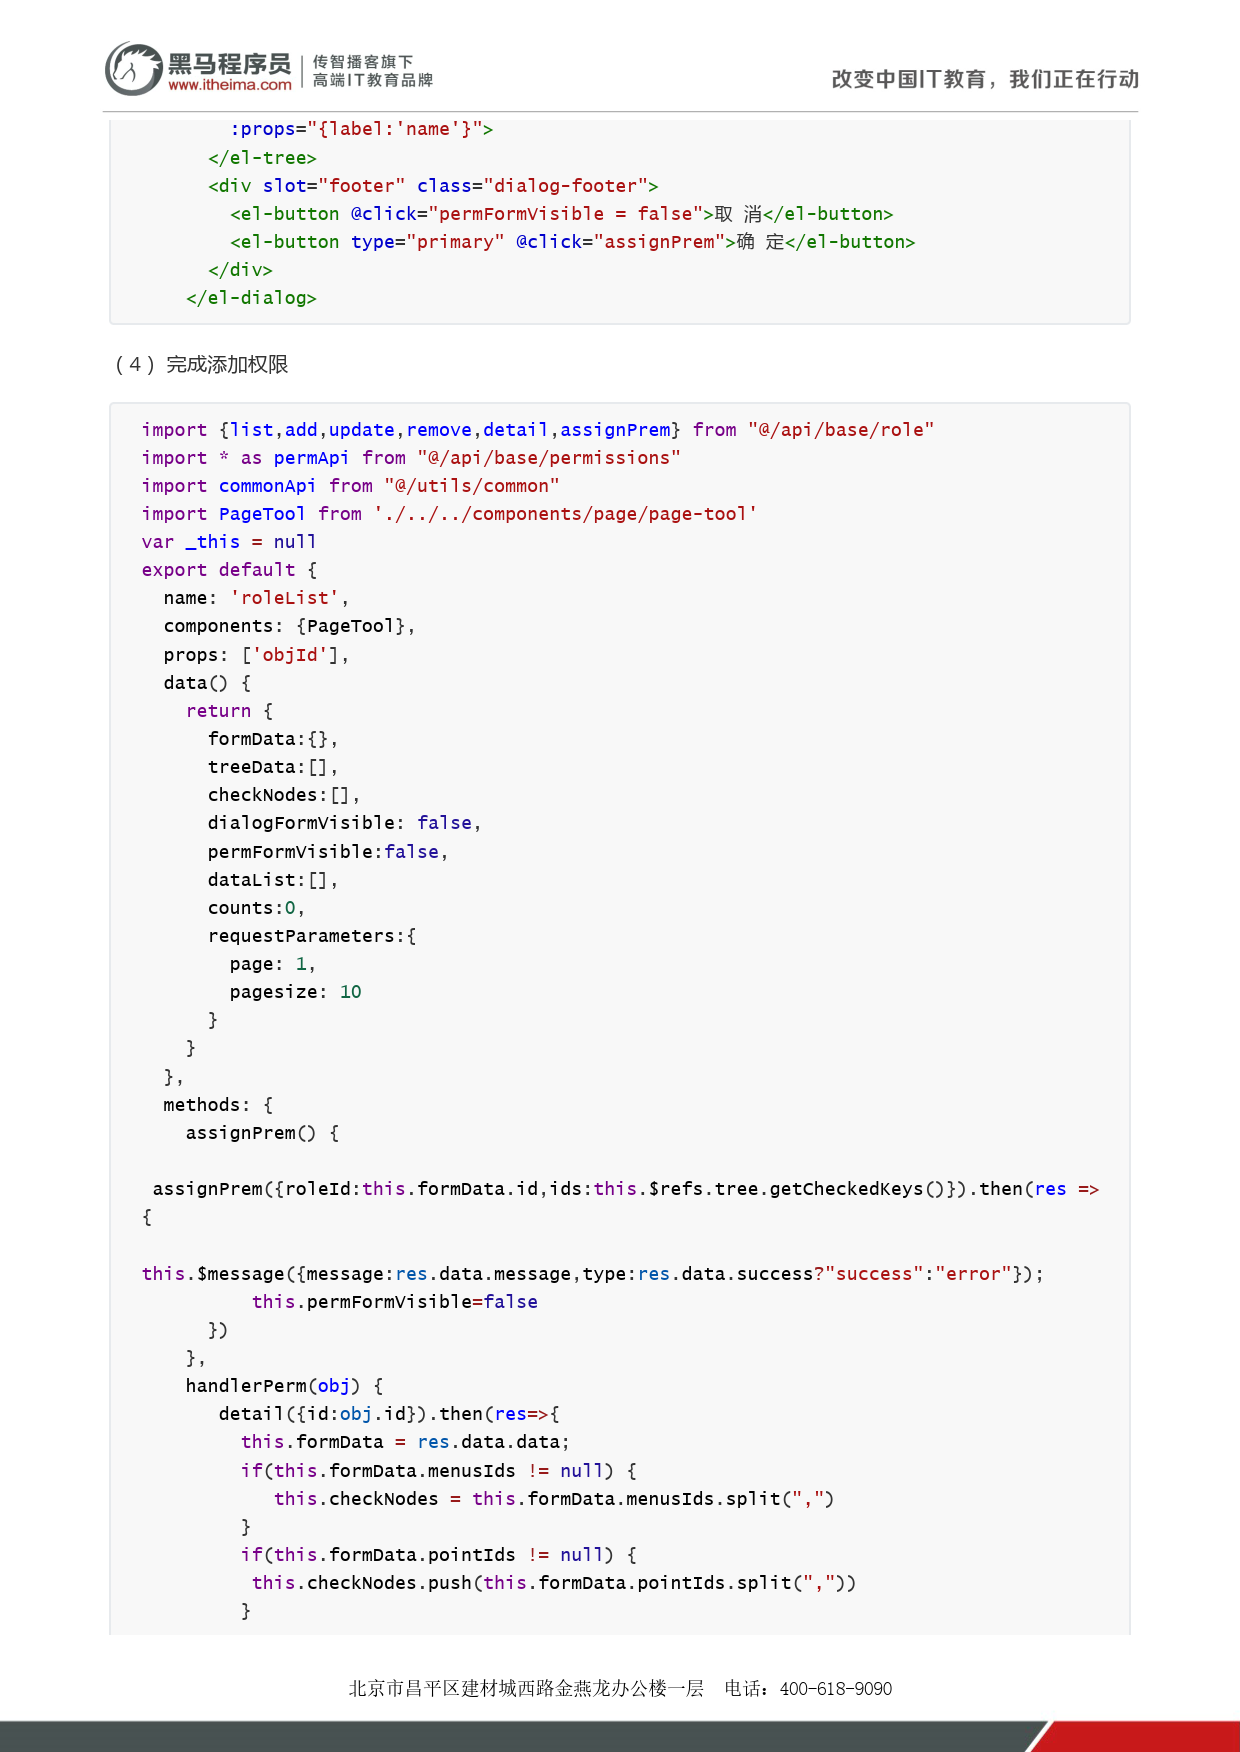 黑马程序员
www.itheima.com
传智播客旗下
高端IT教育品牌
改变中国IT教育，我们正在行动
        :props="{label:'name'}">
      </el-tree>
      <div slot="footer" class="dialog-footer">
        <el-button @click="permFormVisible = false">取 消</el-button>
        <el-button type="primary" @click="assignPrem">确 定</el-button>
      </div>
    </el-dialog>
（4）完成添加权限
import {list,add,update,remove,detail,assignPrem} from "@/api/base/role"
import * as permApi from "@/api/base/permissions"
import commonApi from "@/utils/common"
import PageTool from './../../components/page/page-tool'
var _this = null
export default {
  name: 'roleList',
  components: {PageTool},
  props: ['objId'],
  data() {
    return {
      formData:{},
      treeData:[],
      checkNodes:[],
      dialogFormVisible: false,
      permFormVisible:false,
      dataList:[],
      counts:0,
      requestParameters:{
        page: 1,
        pagesize: 10
      }
    }
  },
  methods: {
    assignPrem() {
 assignPrem({roleId:this.formData.id,ids:this.$refs.tree.getCheckedKeys()}).then(res =>
{
this.$message({message:res.data.message,type:res.data.success?"success":"error"});
          this.permFormVisible=false
      })
    },
    handlerPerm(obj) {
       detail({id:obj.id}).then(res=>{
         this.formData = res.data.data;
         if(this.formData.menusIds != null) {
            this.checkNodes = this.formData.menusIds.split(",")
         }
         if(this.formData.pointIds != null) {
          this.checkNodes.push(this.formData.pointIds.split(","))
         }
北京市昌平区建材城西路金燕龙办公楼一层 电话：400-618-9090